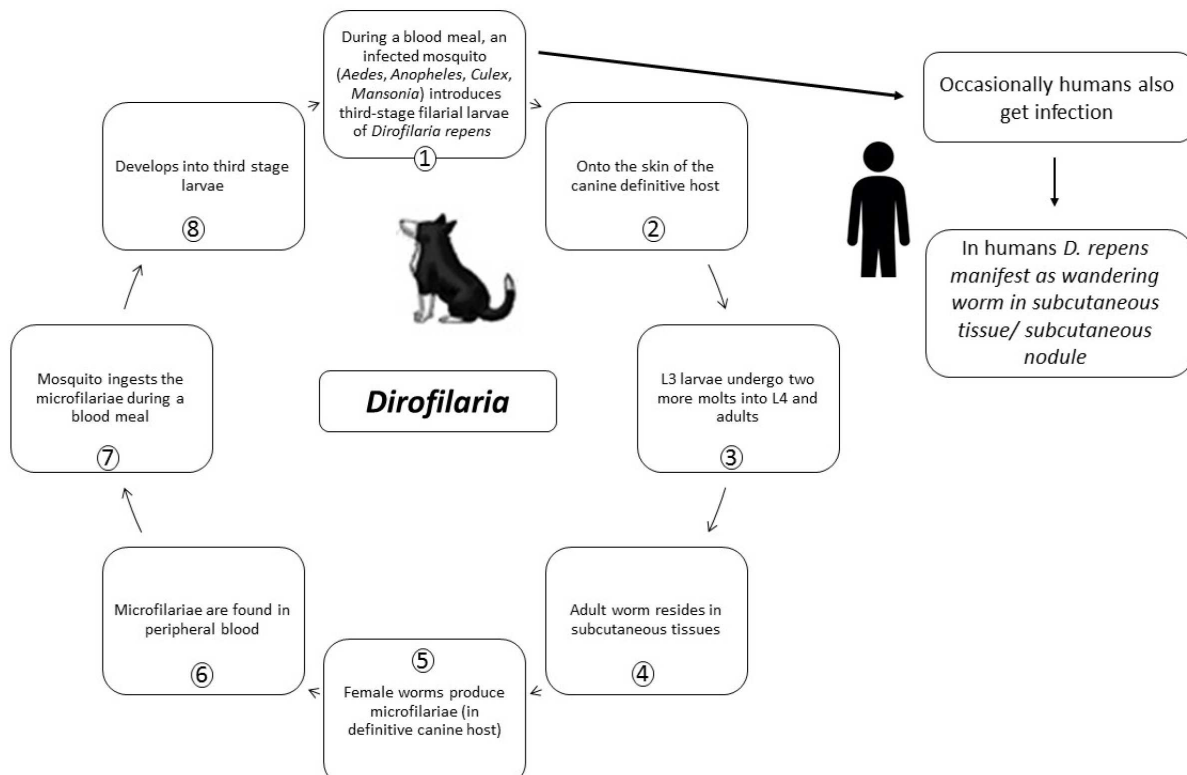 During a blood meal, an
infected mosquito
(Aedes, Anopheles, Culex,
Mansonia) introduces
third-stage filarial larvae
of Dirofilaria repens
①
Onto the skin of the
canine definitive host
②
L3 larvae undergo two
more molts into L4 and
adults
③
Adult worm resides in
subcutaneous tissues
④
⑤
Female worms produce
microfilariae (in
definitive canine host)
Microfilariae are found in
peripheral blood
⑥
Mosquito ingests the
microfilariae during a
blood meal
⑦
Develops into third stage
larvae
⑧
Dirofilaria
Occasionally humans also
get infection
In humans D. repens
manifest as wandering
worm in subcutaneous
tissue/ subcutaneous
nodule